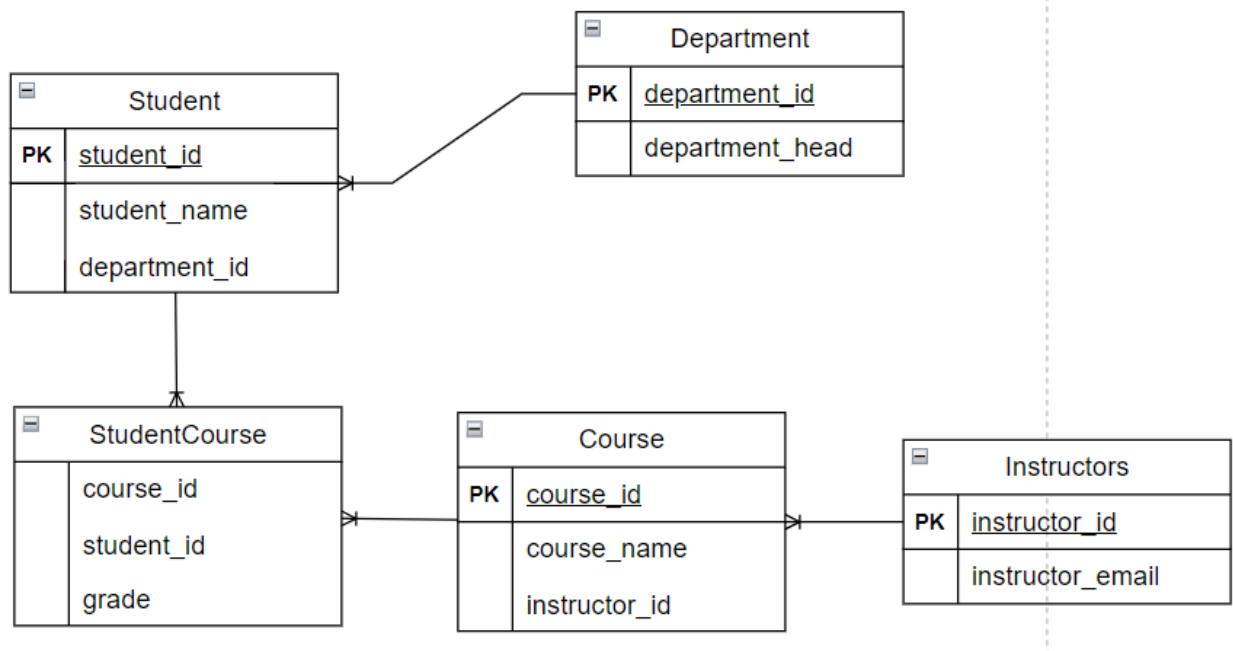 Department
PK department_id
department_head
Student
PK student_id
student_name
department_id
StudentCourse
course_id
student_id
grade
Course
PK course_id
course_name
instructor_id
Instructors
PK instructor_id
instructor_email